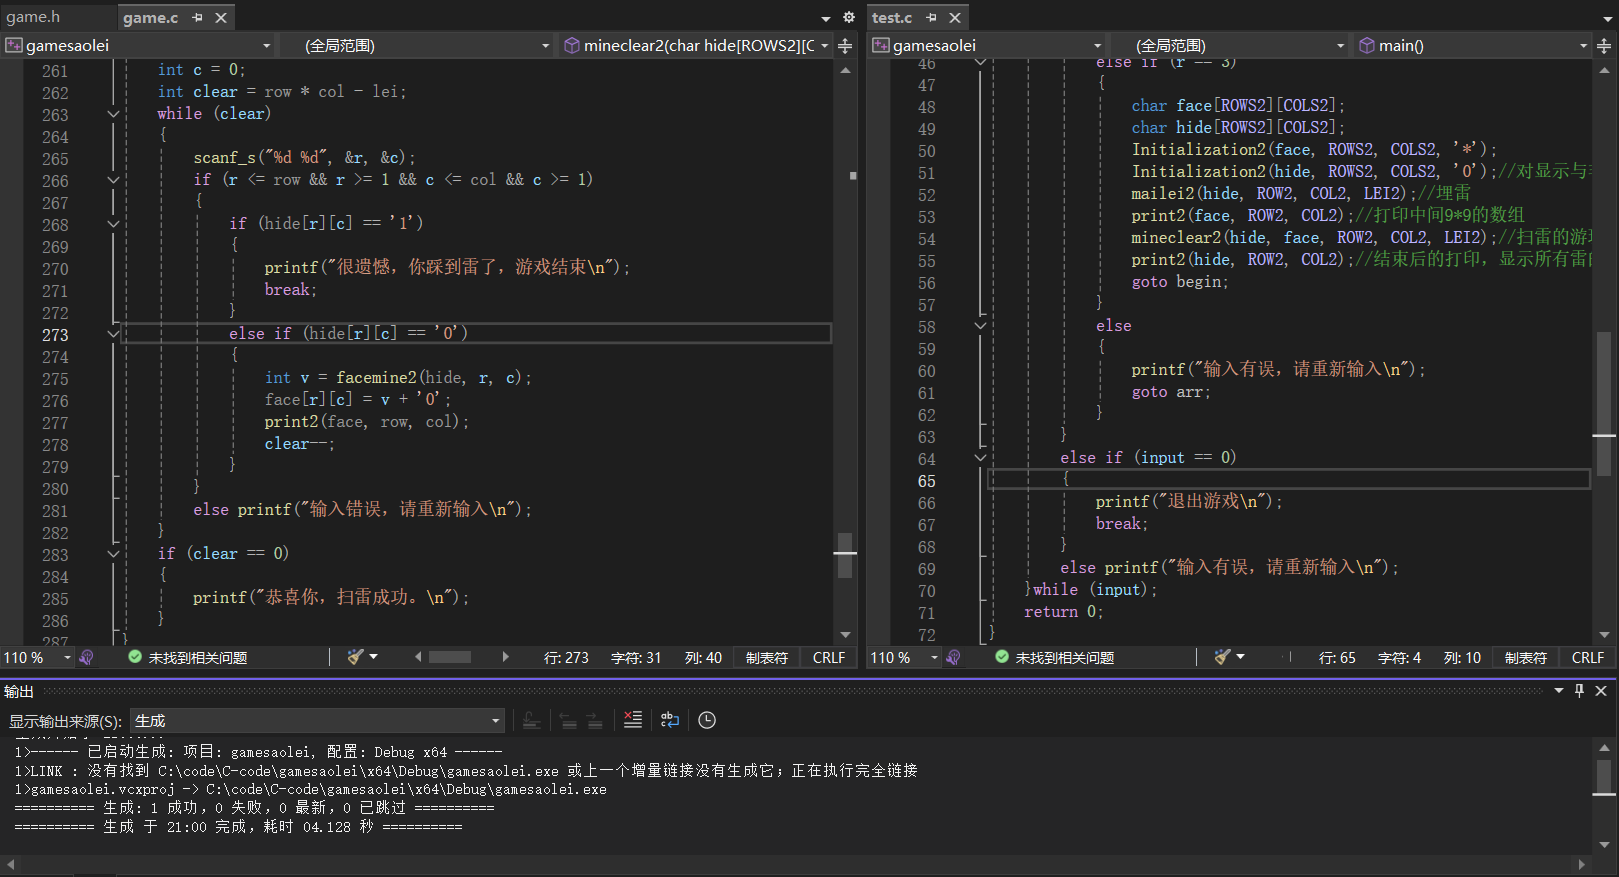 game.h
game.c
gamesaolei
(全局范围)
mineclear2(char hide[ROWS2][C
261 int c = 0;
262 int clear = row * col - lei;
263 while (clear)
264 {
265 scanf_s("%d %d", &r, &c);
266 if (r <= row && r >= 1 && c <= col && c >= 1)
267 {
268 if (hide[r][c] == '1')
269 {
270 printf("很遗憾, 你踩到雷了, 游戏结束\n");
271 break;
272 }
273 else if (hide[r][c] == '0')
274 {
275 int v = facemine2(hide, r, c);
276 face[r][c] = v + '0';
277 print2(face, row, col);
278 clear--;
279 }
280 }
281 else printf("输入错误, 请重新输入\n");
282 }
283 if (clear == 0)
284 {
285 printf("恭喜你, 扫雷成功。\n");
286 }
287 }
110 %
未找到相关问题
行: 273
字符: 31
列: 40
制表符
CRLF
test.c
gamesaolei
(全局范围)
main()
46 else if (r == 3)
47 {
48 char face[ROWS2][COLS2];
49 char hide[ROWS2][COLS2];
50 Initialization2(face, ROWS2, COLS2, '*');
51 Initialization2(hide, ROWS2, COLS2, '0');//对显示与
52 mailei2(hide, ROW2, COL2, LEI2);//埋雷
53 print2(face, ROW2, COL2);//打印中间9*9的数组
54 mineclear2(hide, face, ROW2, COL2, LEI2);//扫雷的游
55 print2(hide, ROW2, COL2);//结束后的打印, 显示所有雷
56 goto begin;
57 }
58 else
59 {
60 printf("输入有误, 请重新输入\n");
61 goto arr;
62 }
63 }
64 else if (input == 0)
65 {
66 printf("退出游戏\n");
67 break;
68 }
69 else printf("输入有误, 请重新输入\n");
70 }while (input);
71 return 0;
72 }
110 %
未找到相关问题
行: 65
字符: 4
列: 10
制表符
CRLF
输出
显示输出来源(S): 生成
1>------ 已启动生成: 项目: gamesaolei, 配置: Debug x64 ------
1>LINK : 没有找到 C:\code\C-code\gamesaolei\x64\Debug\gamesaolei.exe 或上一个增量链接没有生成它；正在执行完全链接
1>gamesaolei.vcxproj -> C:\code\C-code\gamesaolei\x64\Debug\gamesaolei.exe
========== 生成: 1 成功，0 失败，0 最新，0 已跳过 ==========
========== 生成 于 21:00 完成，耗时 04.128 秒 ==========